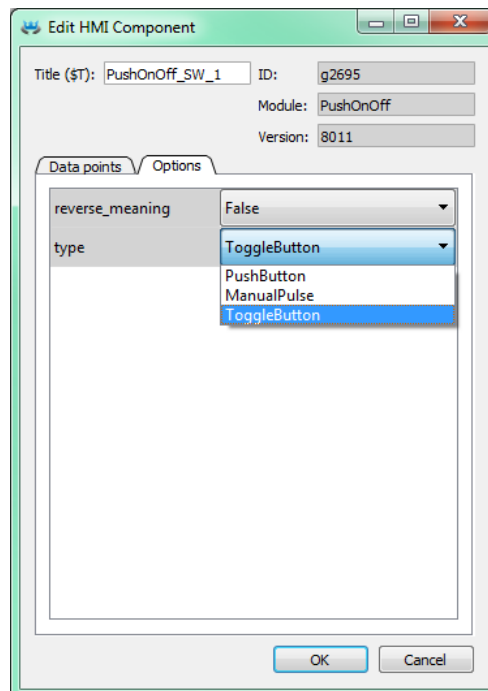 Edit HMI Component
Title ($T): PushOnOff_SW_1 ID: g2695
Module: PushOnOff
Version: 8011
Data points Options
reverse_meaning False
type ToggleButton
PushButton
ManualPulse
ToggleButton
OK Cancel